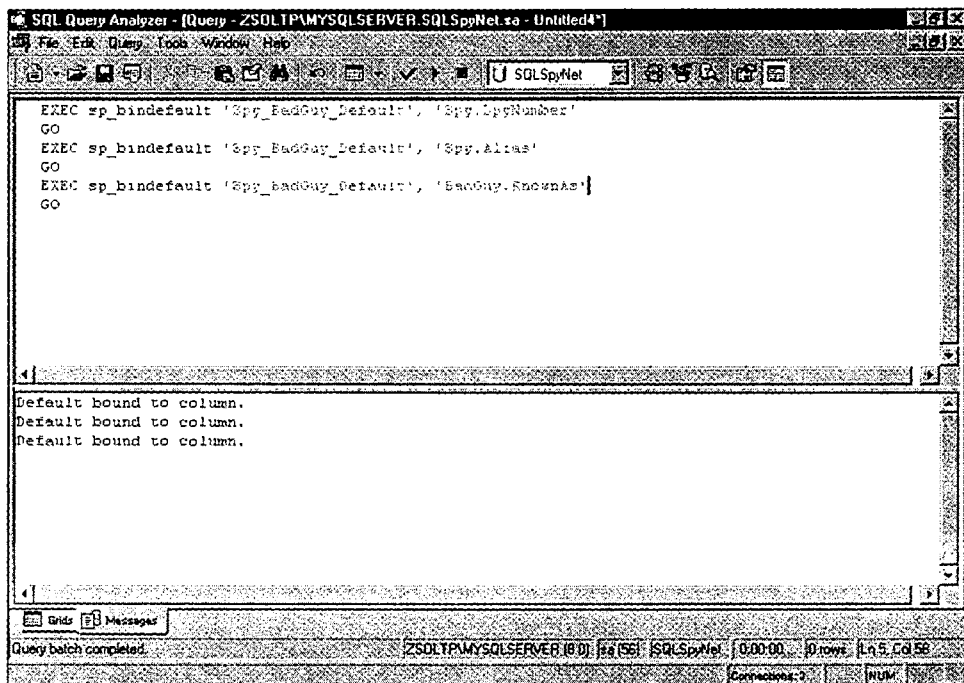 SQL Query Analyzer - [Query - ZSQLTP\MYSQLSERVER.SQLSpyNet.sa - Untitled4*]
File Edit Query Tools Window Help
SQLSpyNet
EXEC sp_bindefault 'Spy_BadGuy_Default', 'Spy.SpyNumber'
GO
EXEC sp_bindefault 'Spy_BadGuy_Default', 'Spy.Alias'
GO
EXEC sp_bindefault 'Spy_BadGuy_Default', 'BadGuy.KnownAs'
GO
Default bound to column.
Default bound to column.
Default bound to column.
Grids Messages
Query batch completed. ZSQLTP\MYSQLSERVER (8.0) sa (56) SQLSpyNet 0:00:00 0 rows Ln 5, Col 58
Connections: 2 NUM